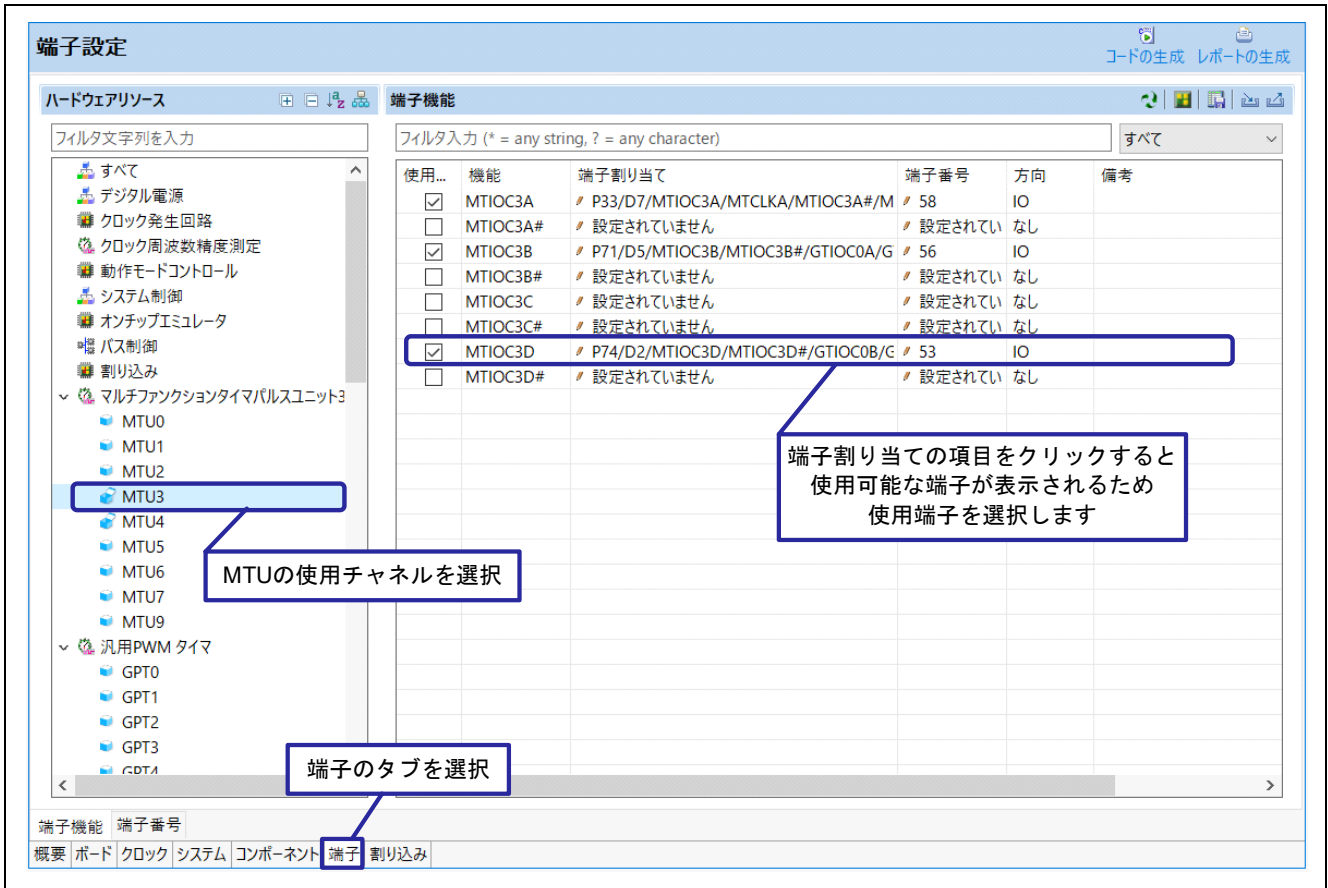 端子設定
コードの生成 レポートの生成
ハードウェアリソース
フィルタ文字列を入力
すべて
デジタル電源
クロック発生回路
クロック周波数精度測定
動作モードコントロール
システム制御
オンチップエミュレータ
バス制御
割り込み
マルチファンクションタイマパルスユニット3
MTU0
MTU1
MTU2
MTU3
MTU4
MTU5
MTU6
MTU7
MTU9
汎用PWM タイマ
GPT0
GPT1
GPT2
GPT3
GPT4
端子機能
フィルタ入力 (* = any string, ? = any character)
すべて
使用... 機能 端子割り当て 端子番号 方向 備考
MTIOC3A P33/D7/MTIOC3A/MTCLKA/MTIOC3A#/M 58 IO
MTIOC3A# 設定されていません 設定されてい なし
MTIOC3B P71/D5/MTIOC3B/MTIOC3B#/GTIOC0A/G 56 IO
MTIOC3B# 設定されていません 設定されてい なし
MTIOC3C 設定されていません 設定されてい なし
MTIOC3C# 設定されていません 設定されてい なし
MTIOC3D P74/D2/MTIOC3D/MTIOC3D#/GTIOC0B/G 53 IO
MTIOC3D# 設定されていません 設定されてい なし
端子割り当ての項目をクリックすると
使用可能な端子が表示されるため
使用端子を選択します
MTUの使用チャネルを選択
端子のタブを選択
端子機能 端子番号
概要 ボード クロック システム コンポーネント 端子 割り込み